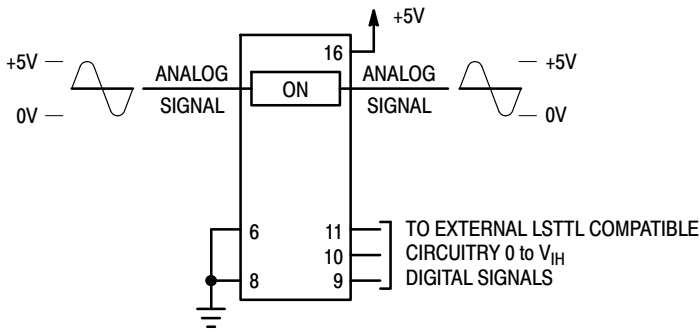 +5V
16
+5V
ANALOG
SIGNAL
0V
ON
ANALOG
SIGNAL
+5V
0V
6
8
11
10
9
TO EXTERNAL LSTTL COMPATIBLE
CIRCUITRY 0 to VIH
DIGITAL SIGNALS